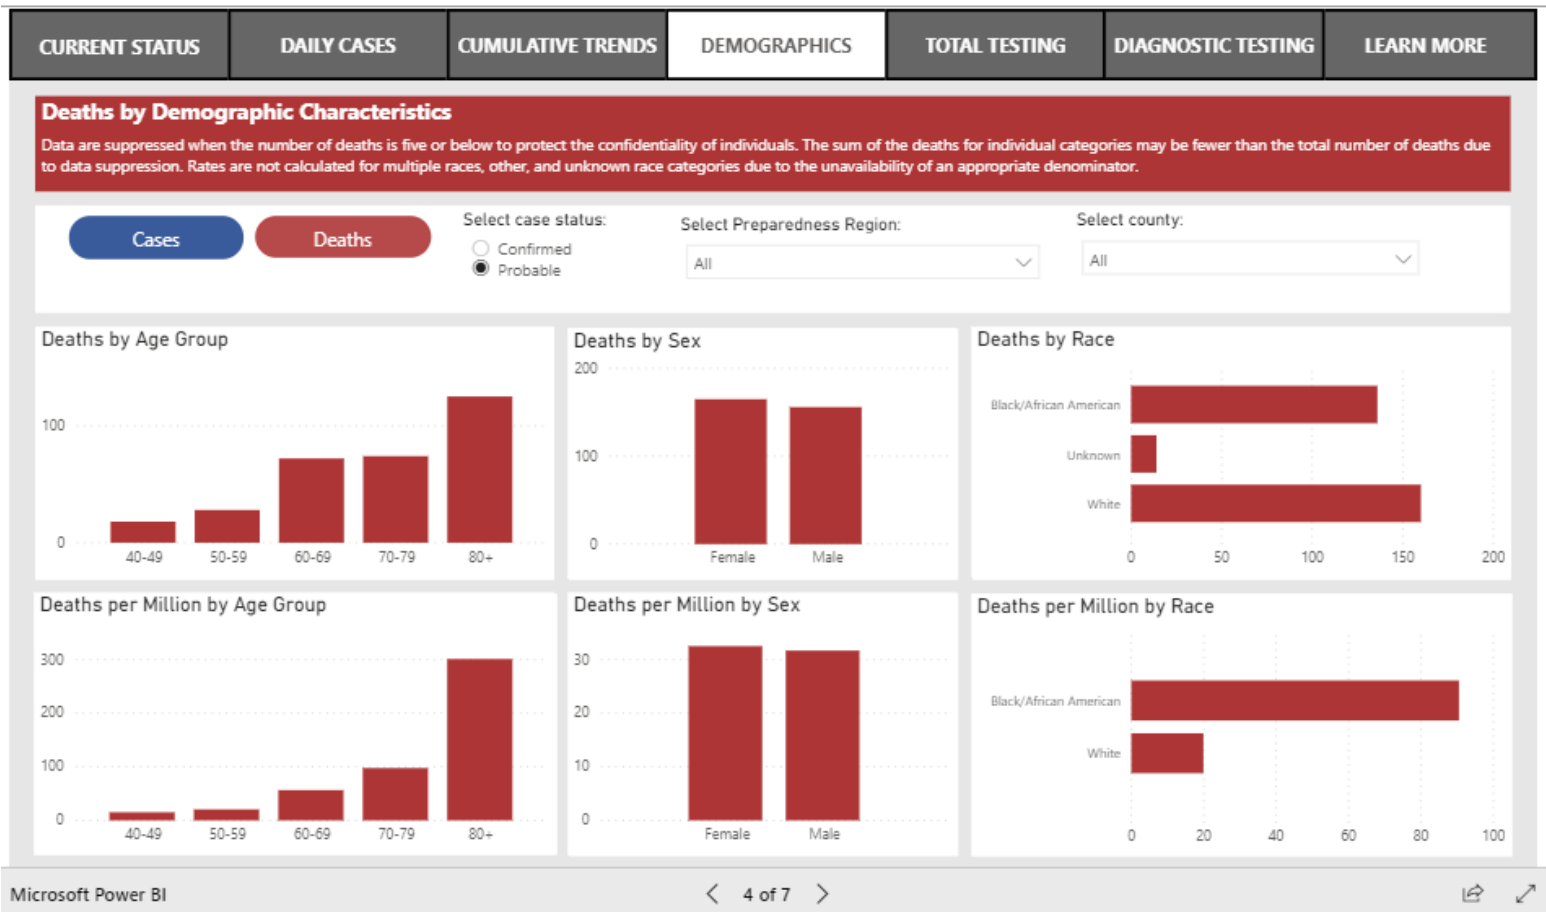 CURRENT STATUS
DAILY CASES
CUMULATIVE TRENDS
DEMOGRAPHICS
TOTAL TESTING
DIAGNOSTIC TESTING
LEARN MORE
Deaths by Demographic Characteristics
Data are suppressed when the number of deaths is five or below to protect the confidentiality of individuals. The sum of the deaths for individual categories may be fewer than the total number of deaths due
to data suppression. Rates are not calculated for multiple races, other, and unknown race categories due to the unavailability of an appropriate denominator.
Cases
Deaths
Select case status:
Confirmed
Probable
Select Preparedness Region:
All
Select county:
All
Deaths by Age Group
100
0
40-49 50-59 60-69 70-79 80+
Deaths by Sex
200
100
0
Female Male
Deaths by Race
Black/African American
Unknown
White
0 50 100 150 200
Deaths per Million by Age Group
300
200
100
0
40-49 50-59 60-69 70-79 80+
Deaths per Million by Sex
30
20
10
0
Female Male
Deaths per Million by Race
Black/African American
White
0 20 40 60 80 100
Microsoft Power BI
4 of 7